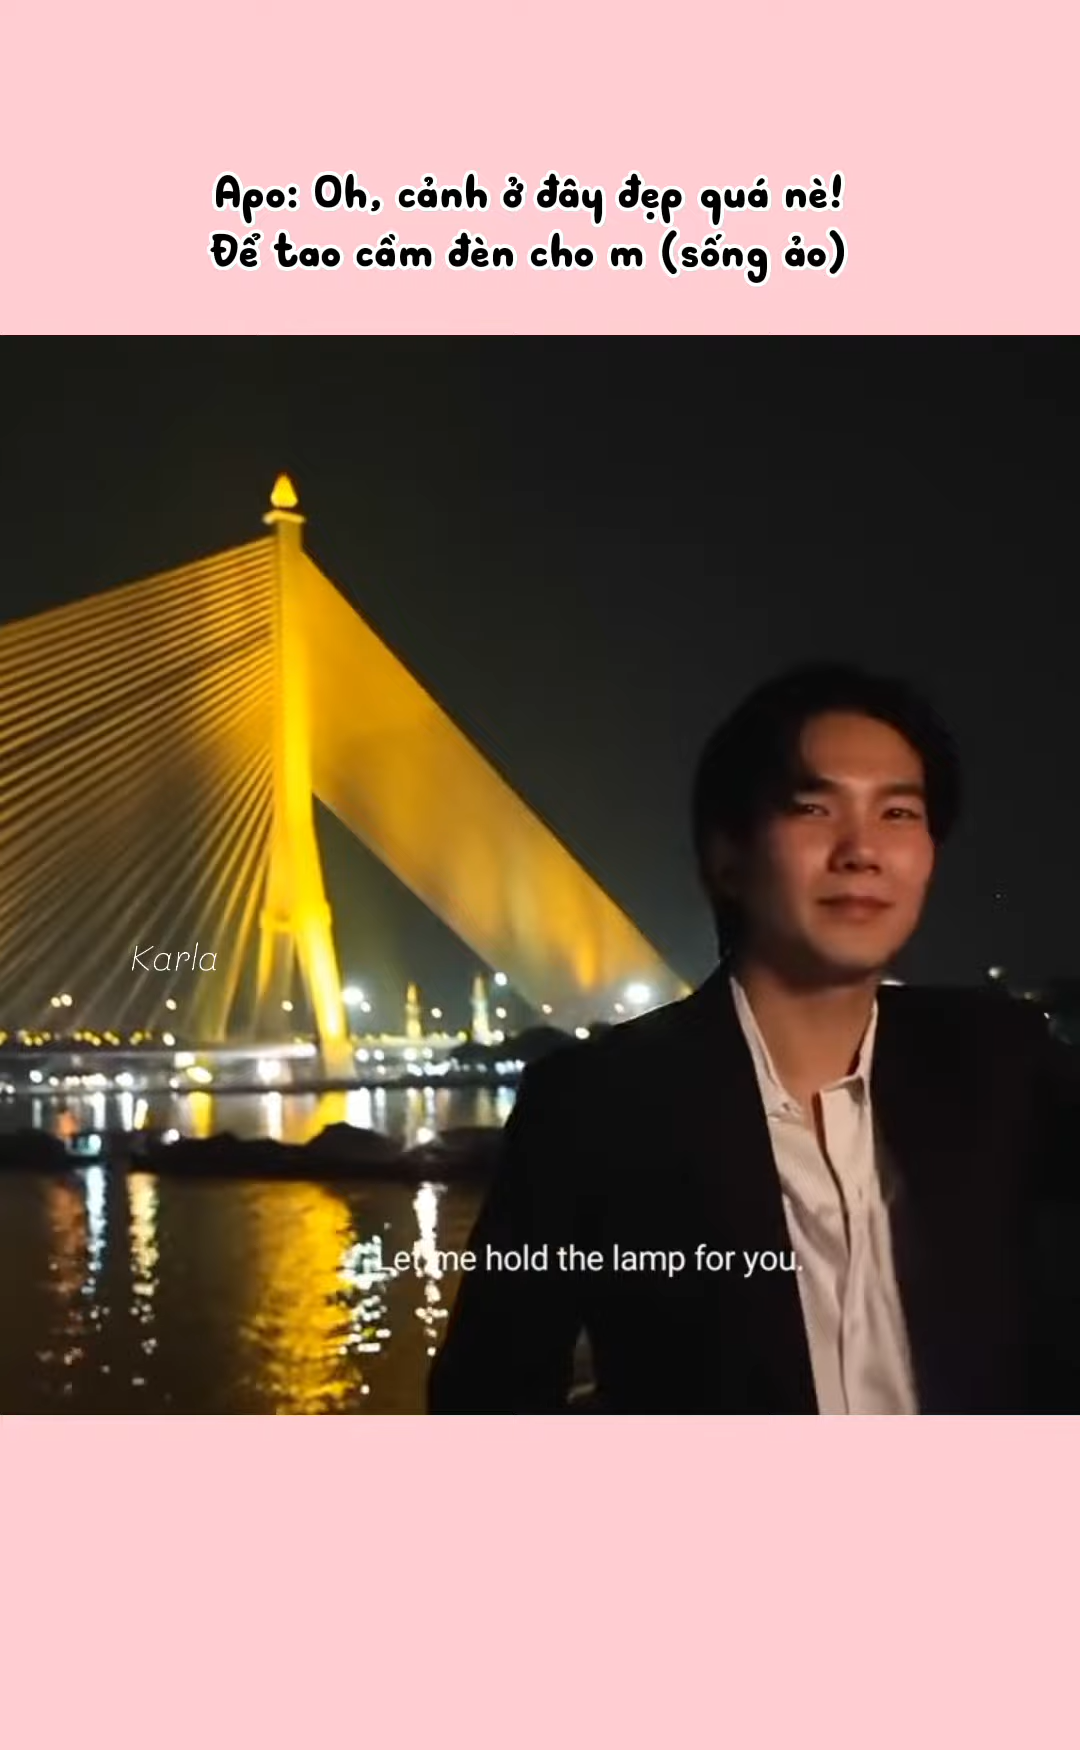 Apo: Oh, cảnh ở đây đẹp quá nè!
Để tao cầm đèn cho m (sống ảo)
Karla
Let me hold the lamp for you.